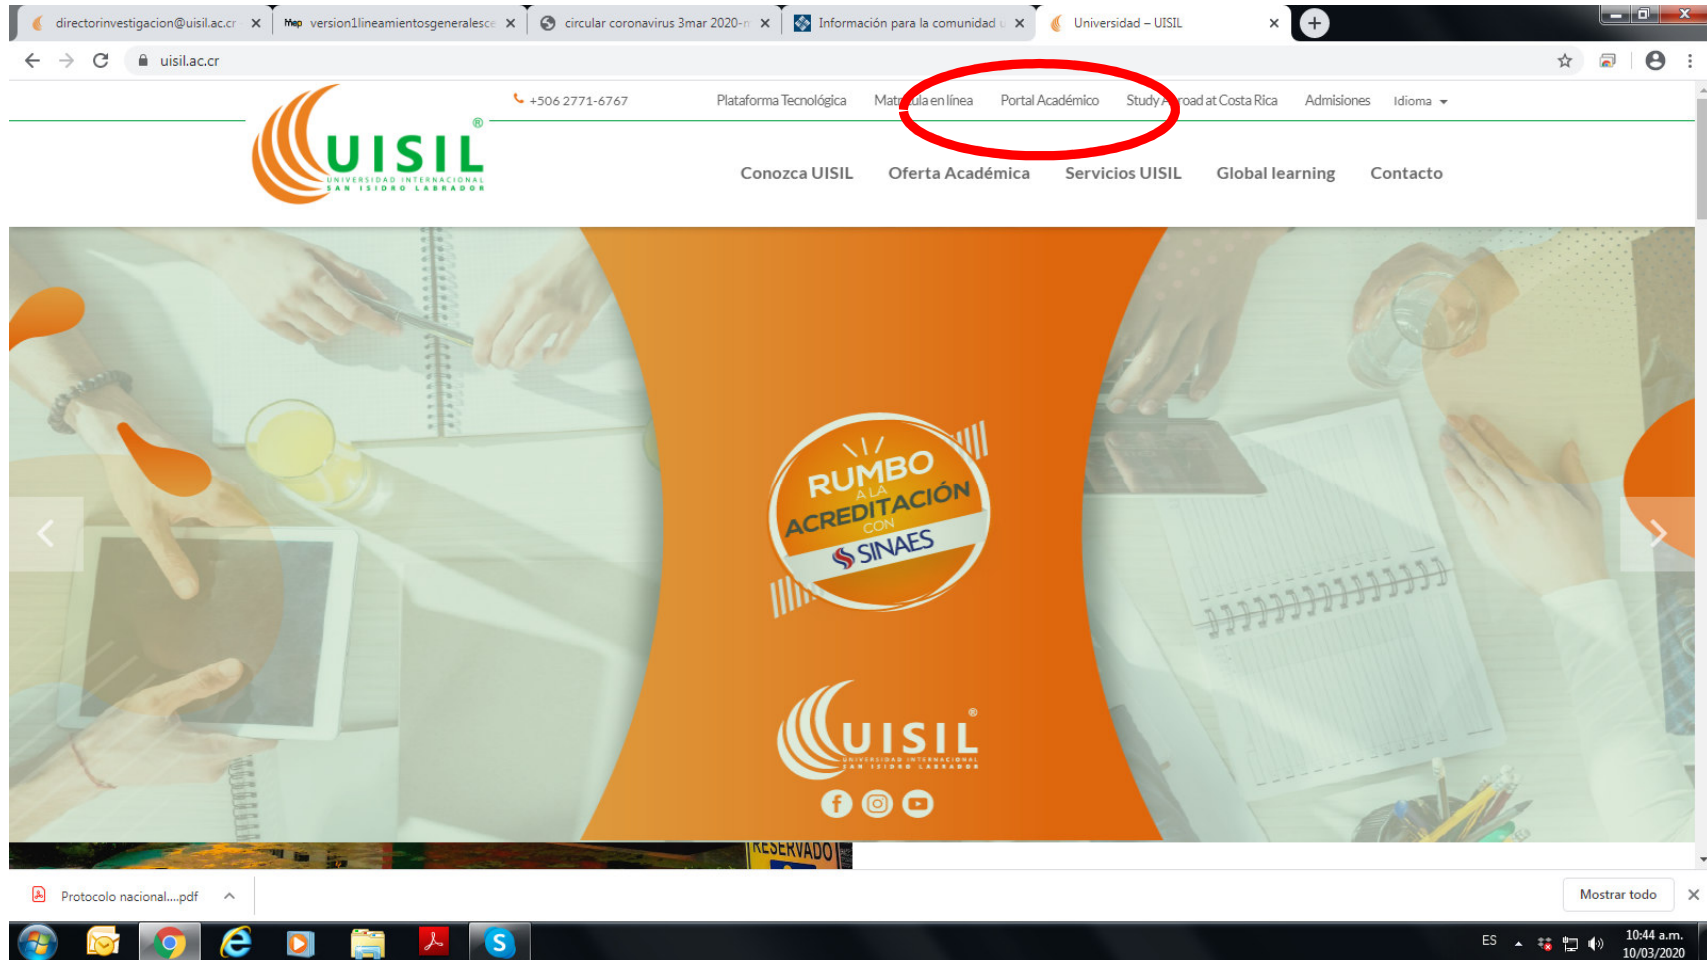 directorinvestigacion@uisil.ac.cr
version1lineamientosgeneralesce
circular coronavirus 3mar 2020-m
Información para la comunidad u
Universidad – UISIL
uisil.ac.cr
+506 2771-6767
Plataforma Tecnológica
Matrícula en línea
Portal Académico
Study Abroad at Costa Rica
Admisiones
Idioma
UISIL®
UNIVERSIDAD INTERNACIONAL
SAN ISIDRO LABRADOR
Conozca UISIL
Oferta Académica
Servicios UISIL
Global learning
Contacto
RUMBO
A LA
ACREDITACIÓN
CON
SINAES
UISIL®
UNIVERSIDAD INTERNACIONAL
SAN ISIDRO LABRADOR
RESERVADO
Protocolo nacional....pdf
Mostrar todo
ES
10:44 a.m.
10/03/2020